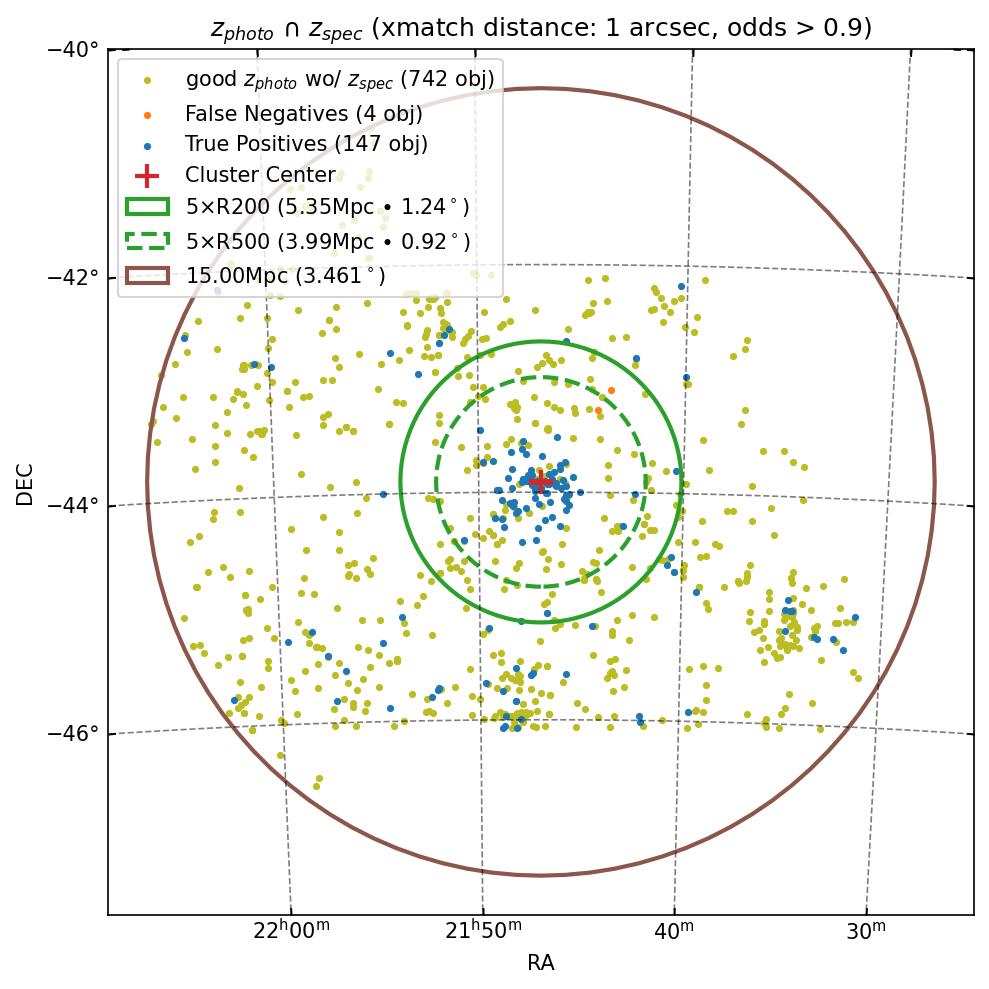 z_photo ∩ z_spec (xmatch distance: 1 arcsec, odds > 0.9)
−40°
good z_photo wo/ z_spec (742 obj)
False Negatives (4 obj)
True Positives (147 obj)
Cluster Center
5×R200 (5.35Mpc • 1.24°)
5×R500 (3.99Mpc • 0.92°)
15.00Mpc (3.461°)
−42°
DEC
−44°
−46°
22h00m
21h50m
40m
30m
RA